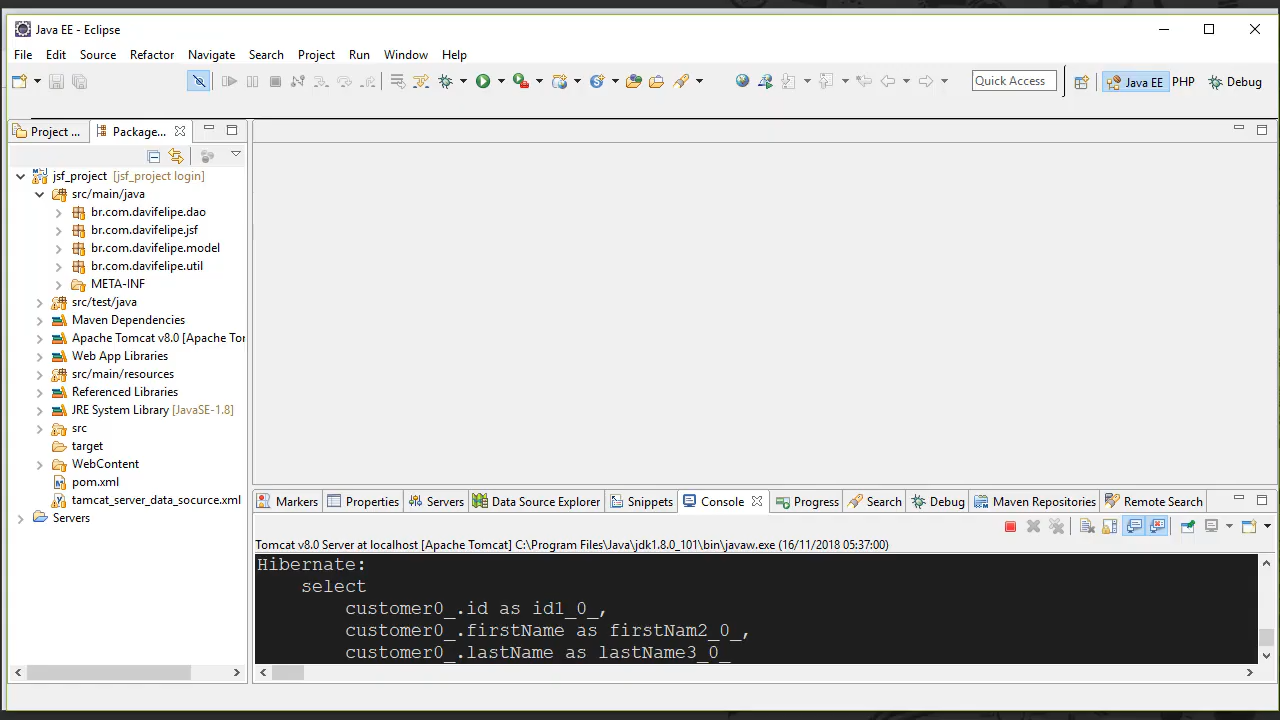 Java EE - Eclipse
File Edit Source Refactor Navigate Search Project Run Window Help
Quick Access Java EE PHP Debug
Project ... Package...
jsf_project [jsf_project login]
src/main/java
br.com.davifelipe.dao
br.com.davifelipe.jsf
br.com.davifelipe.model
br.com.davifelipe.util
META-INF
src/test/java
Maven Dependencies
Apache Tomcat v8.0 [Apache Tor
Web App Libraries
src/main/resources
Referenced Libraries
JRE System Library [JavaSE-1.8]
src
target
WebContent
pom.xml
tamcat_server_data_socurce.xml
Servers
Markers Properties Servers Data Source Explorer Snippets Console Progress Search Debug Maven Repositories Remote Search
Tomcat v8.0 Server at localhost [Apache Tomcat] C:\Program Files\Java\jdk1.8.0_101\bin\javaw.exe (16/11/2018 05:37:00)
Hibernate:
select
customer0_.id as id1_0_,
customer0_.firstName as firstNam2_0_,
customer0_.lastName as lastName3_0_